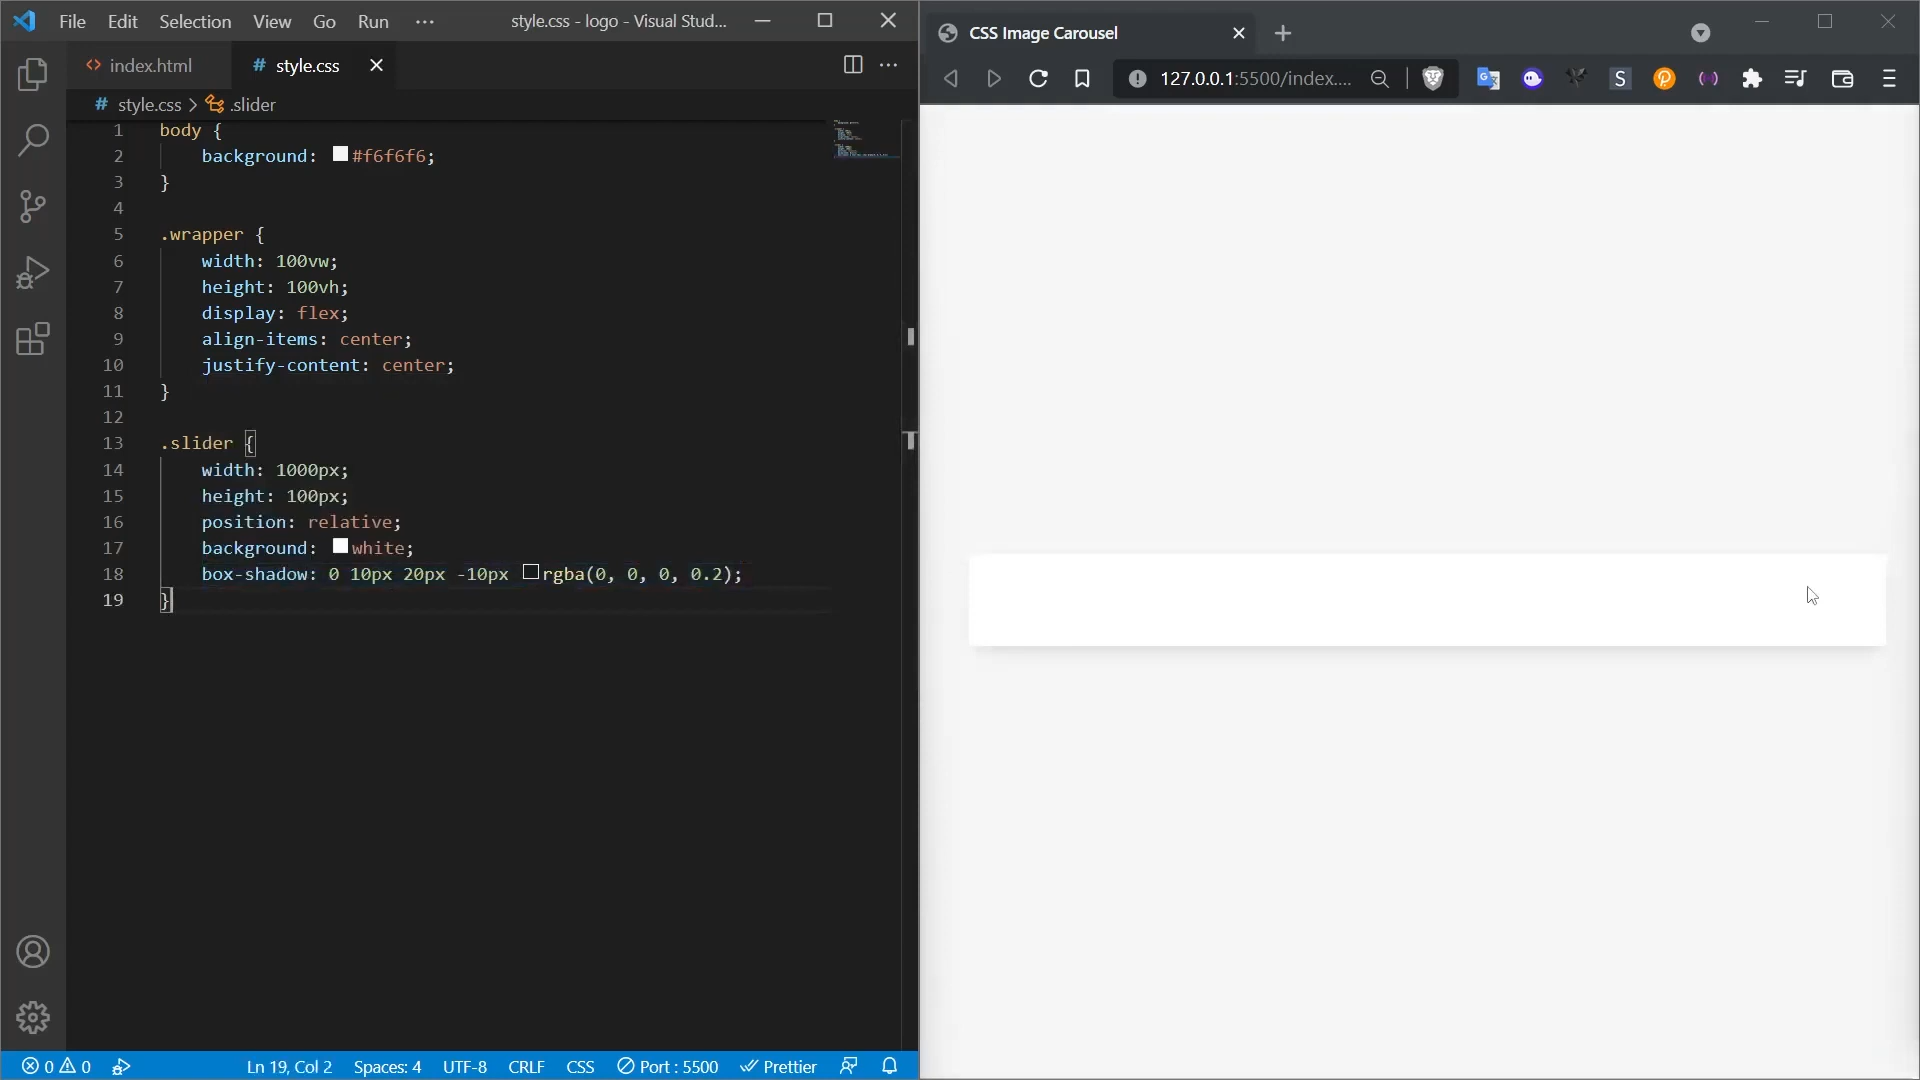 File Edit Selection View Go Run ··· style.css - logo - Visual Stud...
index.html # style.css
# style.css > .slider
1 body {
2 background: #f6f6f6;
3 }
4
5 .wrapper {
6 width: 100vw;
7 height: 100vh;
8 display: flex;
9 align-items: center;
10 justify-content: center;
11 }
12
13 .slider {
14 width: 1000px;
15 height: 100px;
16 position: relative;
17 background: white;
18 box-shadow: 0 10px 20px -10px rgba(0, 0, 0, 0.2);
19 }
0 0 Ln 19, Col 2 Spaces: 4 UTF-8 CRLF CSS Port : 5500 Prettier
CSS Image Carousel
127.0.0.1:5500/index.... S